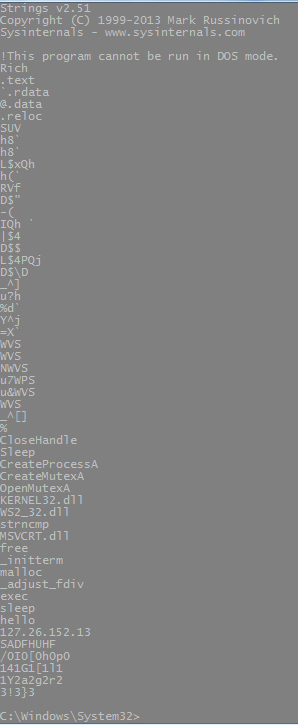 Strings v2.51
Copyright (C) 1999-2013 Mark Russinovich
Sysinternals - www.sysinternals.com
!This program cannot be run in DOS mode.
Rich
.text
`.rdata
@.data
.reloc
SUV
h8`
h8`
L$xQh
h(`
RVf
D$"
-(
IQh `
|$4
D$$
L$4PQj
D$\D
_^]
u?h
%d`
Y^j
=X`
WVS
WVS
NWVS
u7WPS
u&WVS
WVS
_^[]
%
CloseHandle
Sleep
CreateProcessA
CreateMutexA
OpenMutexA
KERNEL32.dll
WS2_32.dll
strncmp
MSVCRT.dll
free
_initterm
malloc
_adjust_fdiv
exec
sleep
hello
127.26.152.13
SADFHUHF
/0I0[0h0p0
141G1[1l1
1Y2a2g2r2
3!3}3
C:\Windows\System32>